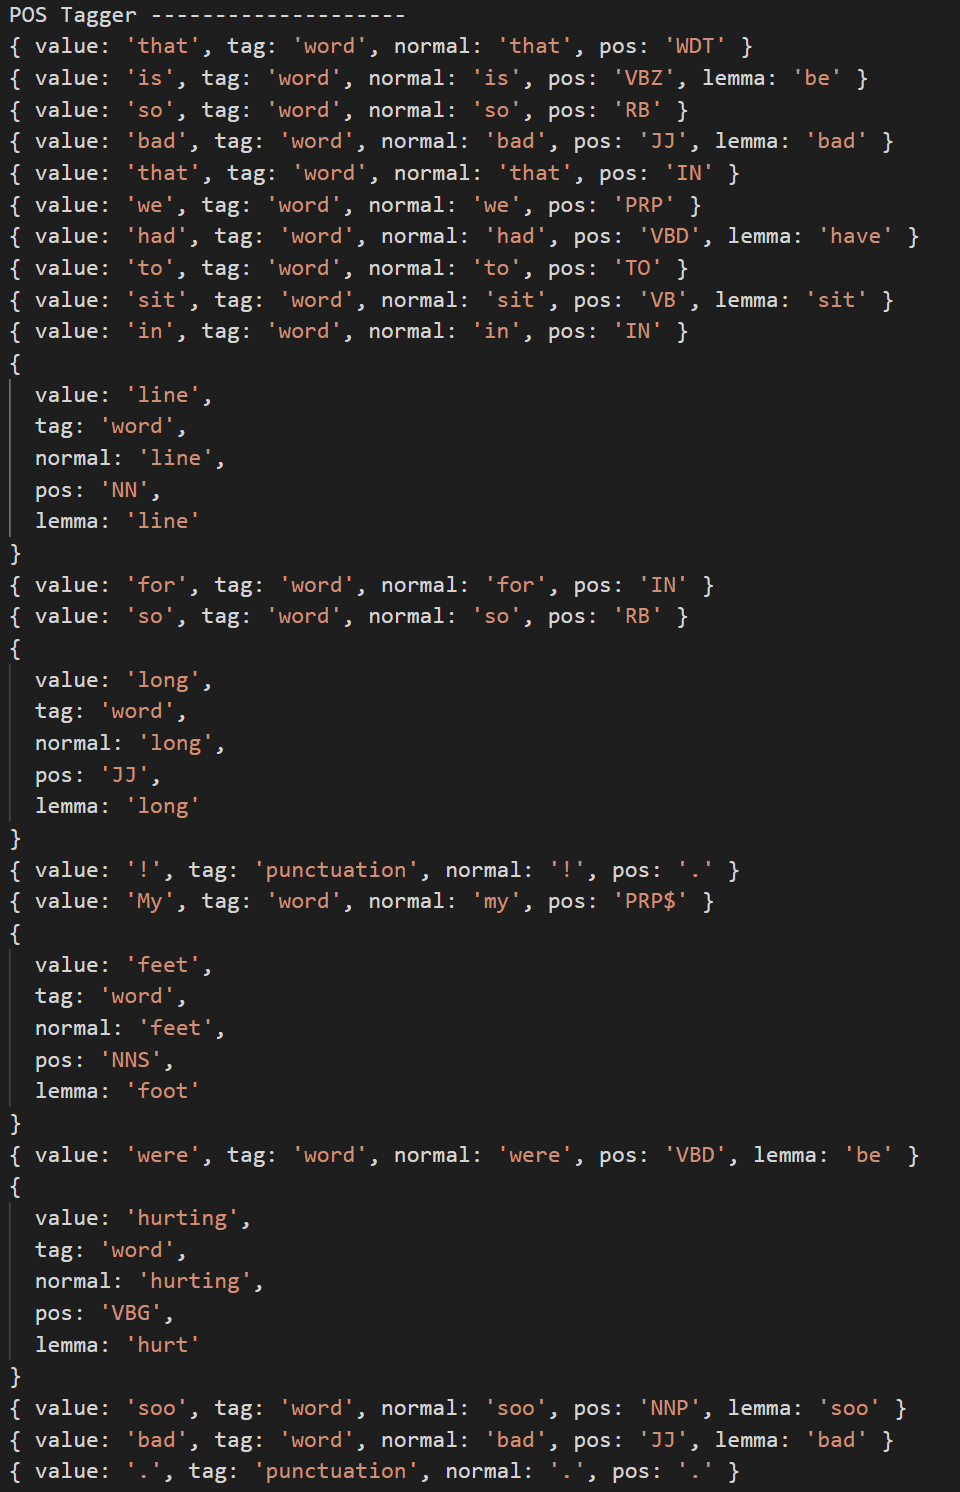 POS Tagger --------------------
{ value: 'that', tag: 'word', normal: 'that', pos: 'WDT' }
{ value: 'is', tag: 'word', normal: 'is', pos: 'VBZ', lemma: 'be' }
{ value: 'so', tag: 'word', normal: 'so', pos: 'RB' }
{ value: 'bad', tag: 'word', normal: 'bad', pos: 'JJ', lemma: 'bad' }
{ value: 'that', tag: 'word', normal: 'that', pos: 'IN' }
{ value: 'we', tag: 'word', normal: 'we', pos: 'PRP' }
{ value: 'had', tag: 'word', normal: 'had', pos: 'VBD', lemma: 'have' }
{ value: 'to', tag: 'word', normal: 'to', pos: 'TO' }
{ value: 'sit', tag: 'word', normal: 'sit', pos: 'VB', lemma: 'sit' }
{ value: 'in', tag: 'word', normal: 'in', pos: 'IN' }
{
  value: 'line',
  tag: 'word',
  normal: 'line',
  pos: 'NN',
  lemma: 'line'
}
{ value: 'for', tag: 'word', normal: 'for', pos: 'IN' }
{ value: 'so', tag: 'word', normal: 'so', pos: 'RB' }
{
  value: 'long',
  tag: 'word',
  normal: 'long',
  pos: 'JJ',
  lemma: 'long'
}
{ value: '!', tag: 'punctuation', normal: '!', pos: '.' }
{ value: 'My', tag: 'word', normal: 'my', pos: 'PRP$' }
{
  value: 'feet',
  tag: 'word',
  normal: 'feet',
  pos: 'NNS',
  lemma: 'foot'
}
{ value: 'were', tag: 'word', normal: 'were', pos: 'VBD', lemma: 'be' }
{
  value: 'hurting',
  tag: 'word',
  normal: 'hurting',
  pos: 'VBG',
  lemma: 'hurt'
}
{ value: 'soo', tag: 'word', normal: 'soo', pos: 'NNP', lemma: 'soo' }
{ value: 'bad', tag: 'word', normal: 'bad', pos: 'JJ', lemma: 'bad' }
{ value: '.', tag: 'punctuation', normal: '.', pos: '.' }